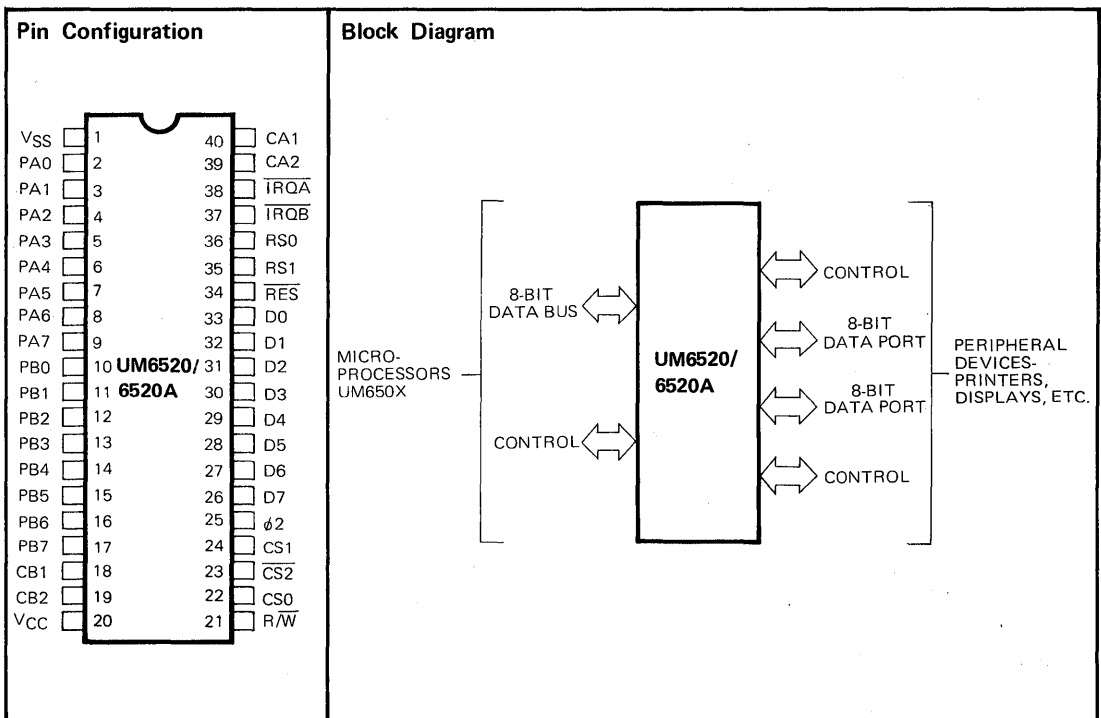 Pin Configuration
VSS 1 40 CA1
PA0 2 39 CA2
PA1 3 38 IRQA
PA2 4 37 IRQB
PA3 5 36 RS0
PA4 6 35 RS1
PA5 7 34 RES
PA6 8 33 D0
PA7 9 32 D1
PB0 10 UM6520/ 31 D2
PB1 11 6520A 30 D3
PB2 12 29 D4
PB3 13 28 D5
PB4 14 27 D6
PB5 15 26 D7
PB6 16 25 ϕ2
PB7 17 24 CS1
CB1 18 23 CS2
CB2 19 22 CS0
VCC 20 21 R/W
Block Diagram
MICRO-
PROCESSORS
UM650X
8-BIT
DATA BUS
CONTROL
UM6520/
6520A
CONTROL
8-BIT
DATA PORT
8-BIT
DATA PORT
CONTROL
PERIPHERAL
DEVICES-
PRINTERS,
DISPLAYS, ETC.